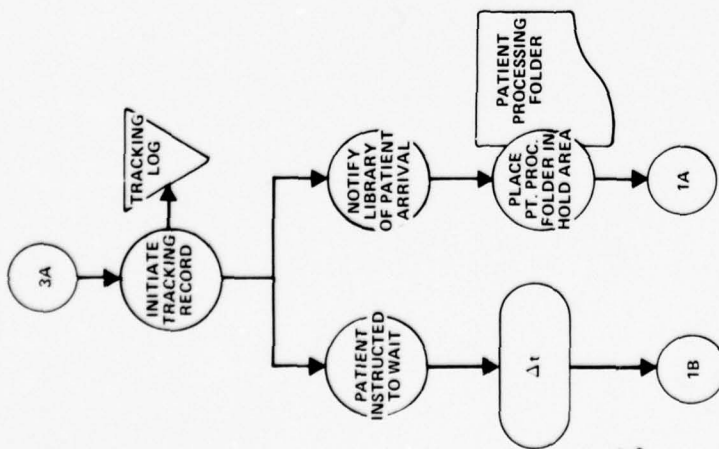 3A
INITIATE
TRACKING
RECORD
TRACKING
LOG
PATIENT
INSTRUCTED
TO WAIT
Δt
1B
NOTIFY
LIBRARY
OF PATIENT
ARRIVAL
PLACE
PT. PROC.
FOLDER IN
HOLD AREA
PATIENT
PROCESSING
FOLDER
1A